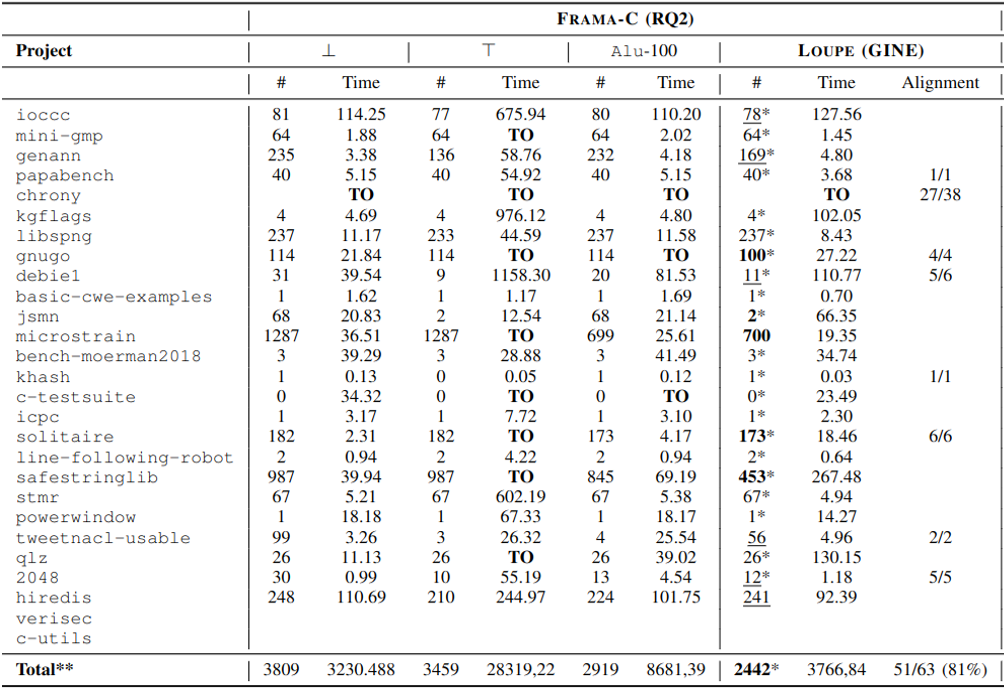 FRAMA-C (RQ2)
Project ⊥ ⊤ Alu-100 LOUPE (GINE)
# Time # Time # Time # Time Alignment
ioccc 81 114.25 77 675.94 80 110.20 78* 127.56
mini-gmp 64 1.88 64 TO 64 2.02 64* 1.45
genann 235 3.38 136 58.76 232 4.18 169* 4.80
papabench 40 5.15 40 54.92 40 5.15 40* 3.68 1/1
chrony TO TO TO TO 27/38
kgflags 4 4.69 4 976.12 4 4.80 4* 102.05
libspng 237 11.17 233 44.59 237 11.58 237* 8.43
gnugo 114 21.84 114 TO 114 TO 100* 27.22 4/4
debie1 31 39.54 9 1158.30 20 81.53 11* 110.77 5/6
basic-cwe-examples 1 1.62 1 1.17 1 1.69 1* 0.70
jsmn 68 20.83 2 12.54 68 21.14 2* 66.35
microstrain 1287 36.51 1287 TO 699 25.61 700 19.35
bench-moerman2018 3 39.29 3 28.88 3 41.49 3* 34.74
khash 1 0.13 0 0.05 1 0.12 1* 0.03 1/1
c-testsuite 0 34.32 0 TO 0 TO 0* 23.49
icpc 1 3.17 1 7.72 1 3.10 1* 2.30
solitaire 182 2.31 182 TO 173 4.17 173* 18.46 6/6
line-following-robot 2 0.94 2 4.22 2 0.94 2* 0.64
safestringlib 987 39.94 987 TO 845 69.19 453* 267.48
stmr 67 5.21 67 602.19 67 5.38 67* 4.94
powerwindow 1 18.18 1 67.33 1 18.17 1* 14.27
tweetnacl-usable 99 3.26 3 26.32 4 25.54 56 4.96 2/2
qlz 26 11.13 26 TO 26 39.02 26* 130.15
2048 30 0.99 10 55.19 13 4.54 12* 1.18 5/5
hiredis 248 110.69 210 244.97 224 101.75 241 92.39
verisec
c-utils
Total** 3809 3230.488 3459 28319,22 2919 8681,39 2442* 3766,84 51/63 (81%)